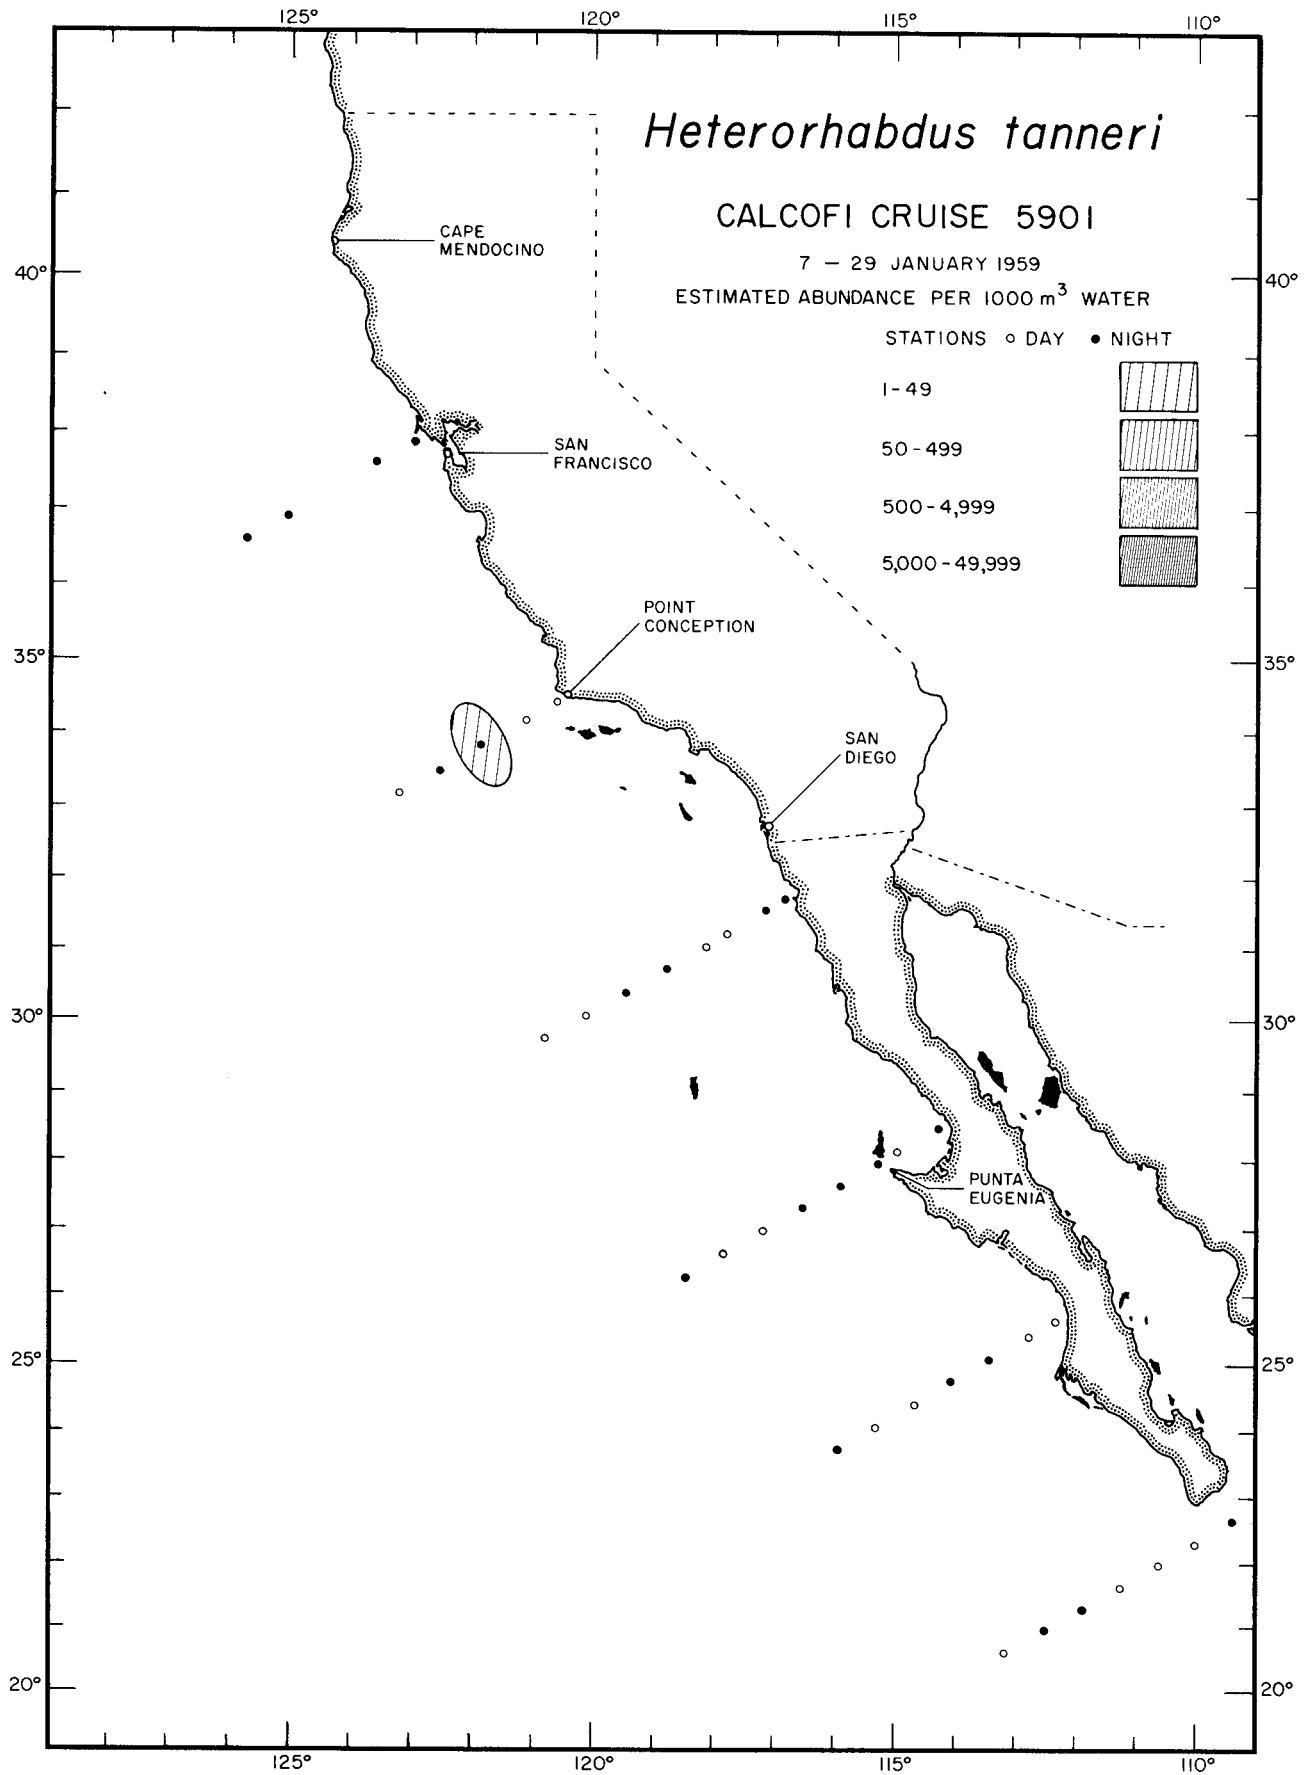 125° 120° 115° 110°
Heterorhabdus tanneri
CALCOFI CRUISE 5901
7 – 29 JANUARY 1959
ESTIMATED ABUNDANCE PER 1000 m³ WATER
STATIONS ○ DAY ● NIGHT
1 - 49
50 - 499
500 - 4,999
5,000 - 49,999
CAPE
MENDOCINO
40° 40°
SAN
FRANCISCO
POINT
CONCEPTION
35° 35°
SAN
DIEGO
30° 30°
PUNTA
EUGENIA
25° 25°
20° 20°
125° 120° 115° 110°